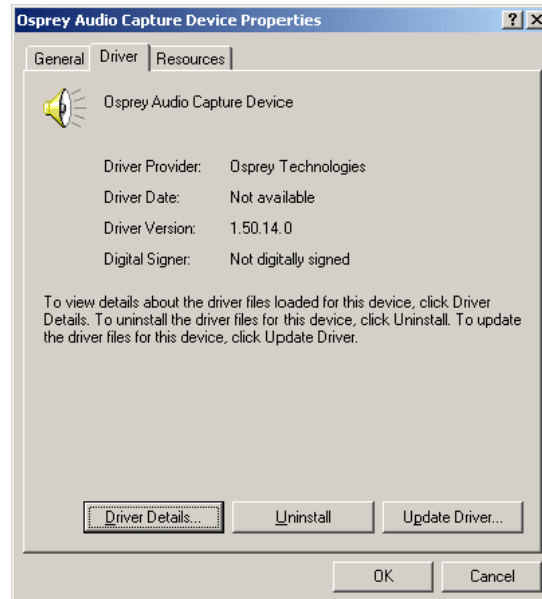 Osprey Audio Capture Device Properties
General Driver Resources
Osprey Audio Capture Device
Driver Provider: Osprey Technologies
Driver Date: Not available
Driver Version: 1.50.14.0
Digital Signer: Not digitally signed
To view details about the driver files loaded for this device, click Driver
Details. To uninstall the driver files for this device, click Uninstall. To update
the driver files for this device, click Update Driver.
Driver Details... Uninstall Update Driver...
OK Cancel